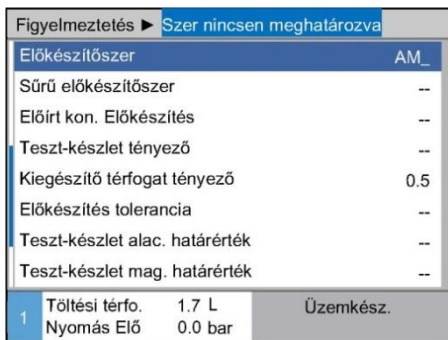 Figyelmeztetés ► Szer nincsen meghatározva
Előkészítőszer AM_
Sűrű előkészítőszer --
Előírt kon. Előkészítés --
Teszt-készlet tényező --
Kiegészítő térfogat tényező 0.5
Előkészítés tolerancia --
Teszt-készlet alac. határérték --
Teszt-készlet mag. határérték --
1 Töltési térfo. 1.7 L Üzemkész.
Nyomás Elő 0.0 bar